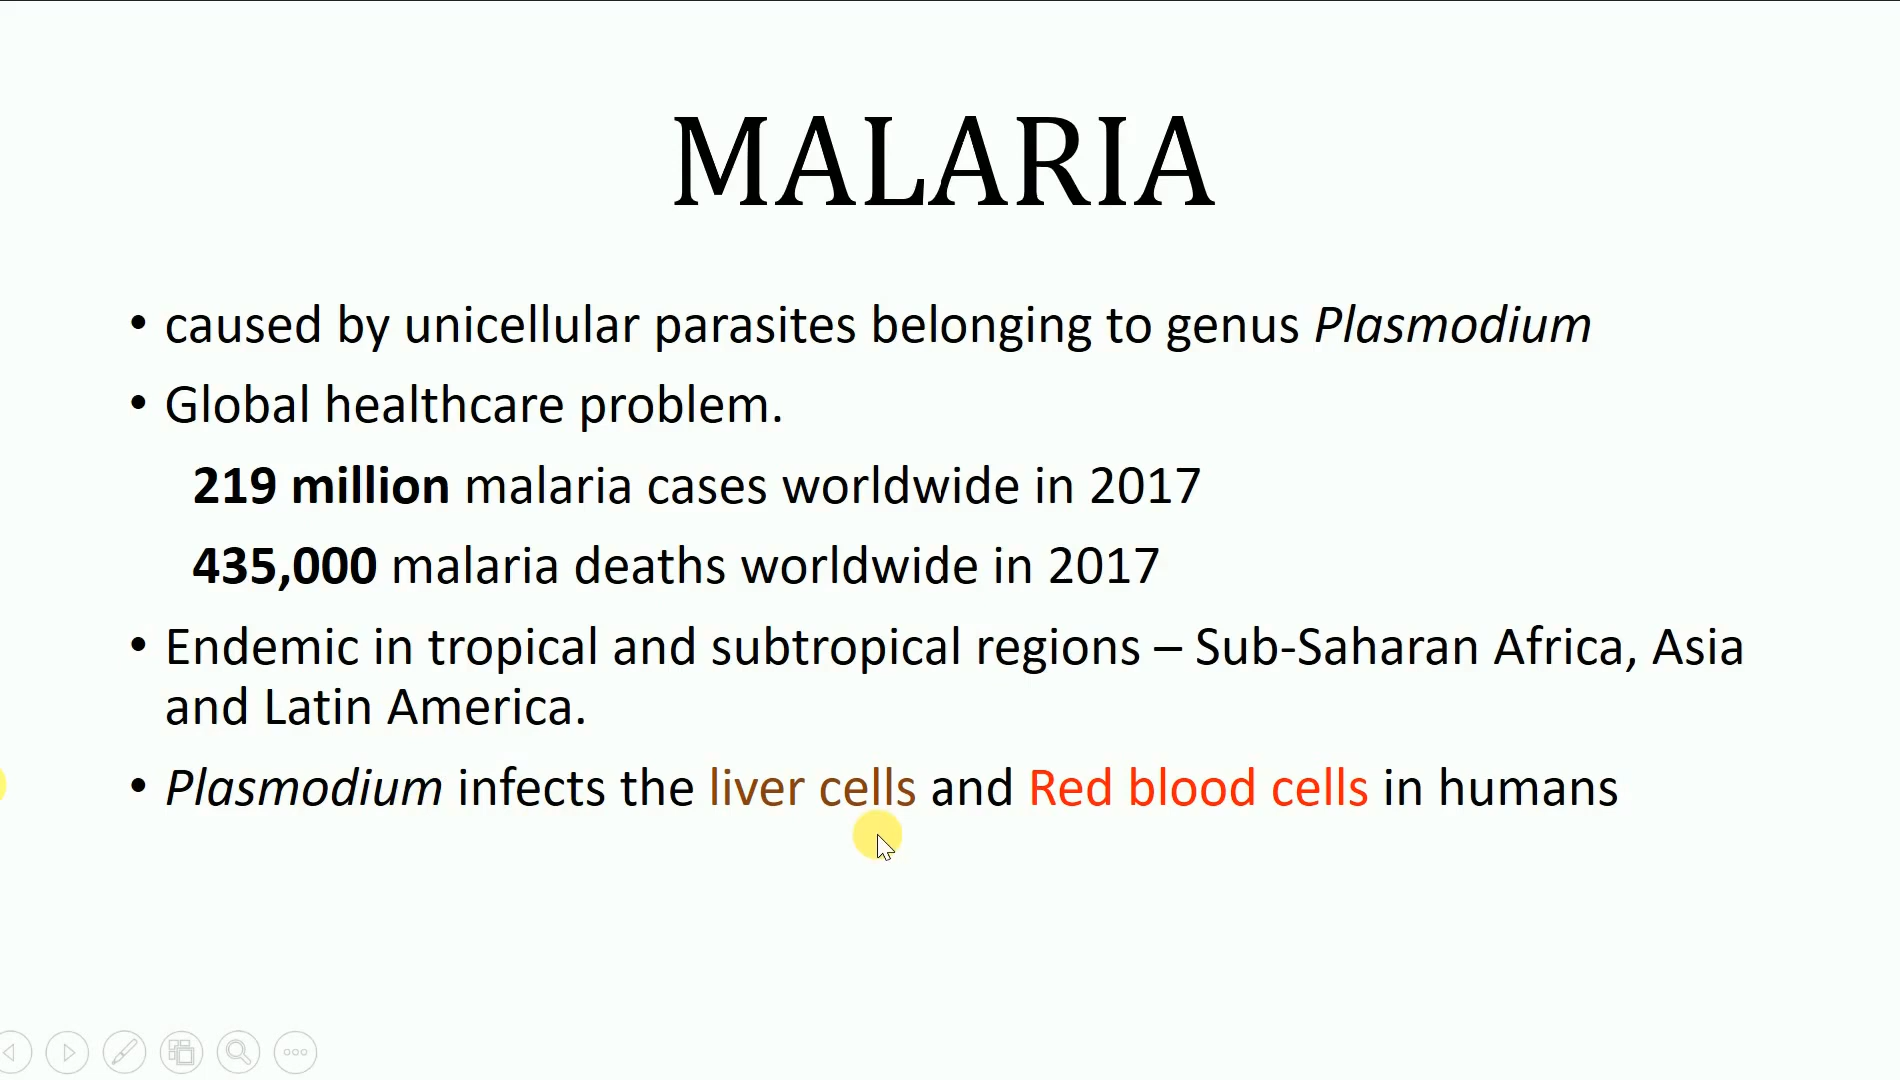 MALARIA
• caused by unicellular parasites belonging to genus Plasmodium
• Global healthcare problem.
219 million malaria cases worldwide in 2017
435,000 malaria deaths worldwide in 2017
• Endemic in tropical and subtropical regions – Sub-Saharan Africa, Asia
and Latin America.
• Plasmodium infects the liver cells and Red blood cells in humans